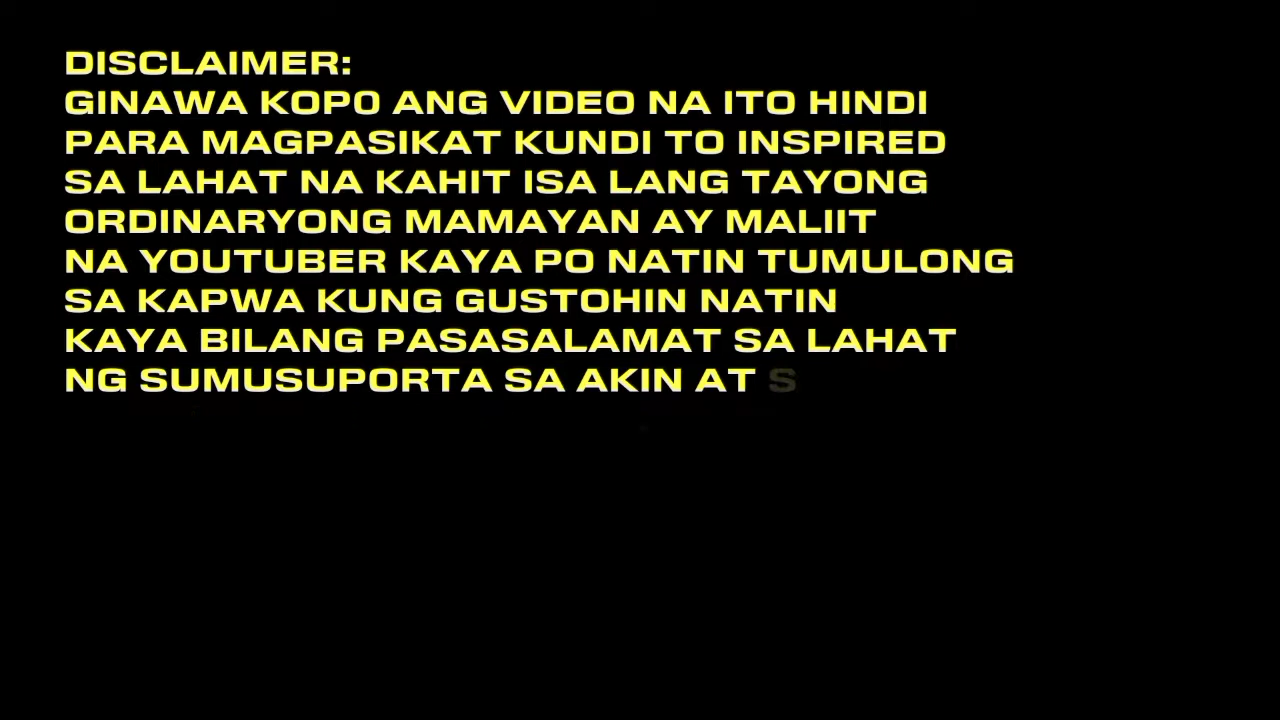 DISCLAIMER:
GINAWA KOP0 ANG VIDEO NA ITO HINDI
PARA MAGPASIKAT KUNDI TO INSPIRED
SA LAHAT NA KAHIT ISA LANG TAYONG
ORDINARYONG MAMAYAN AY MALIIT
NA YOUTUBER KAYA PO NATIN TUMULONG
SA KAPWA KUNG GUSTOHIN NATIN
KAYA BILANG PASASALAMAT SA LAHAT
NG SUMUSUPORTA SA AKIN AT S